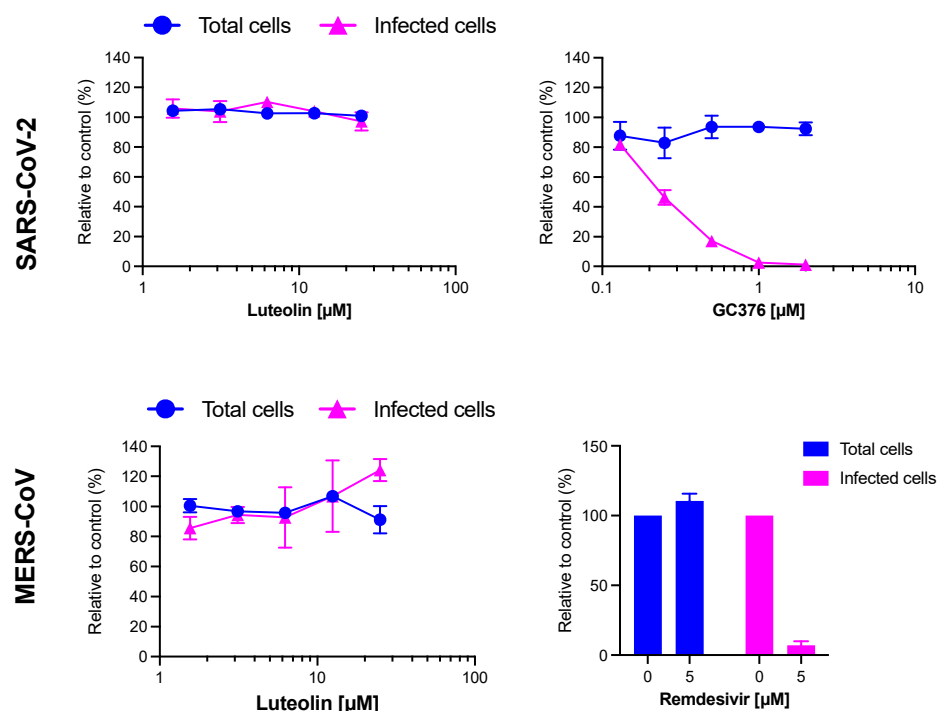 Total cells Infected cells
SARS-CoV-2
Relative to control (%)
140
120
100
80
60
40
20
0
1 10 100
Luteolin [µM]
Relative to control (%)
140
120
100
80
60
40
20
0
0.1 1 10
GC376 [µM]
Total cells Infected cells
MERS-CoV
Relative to control (%)
140
120
100
80
60
40
20
0
1 10 100
Luteolin [µM]
Total cells
Infected cells
Relative to control (%)
150
100
50
0
0 5 0 5
Remdesivir [µM]